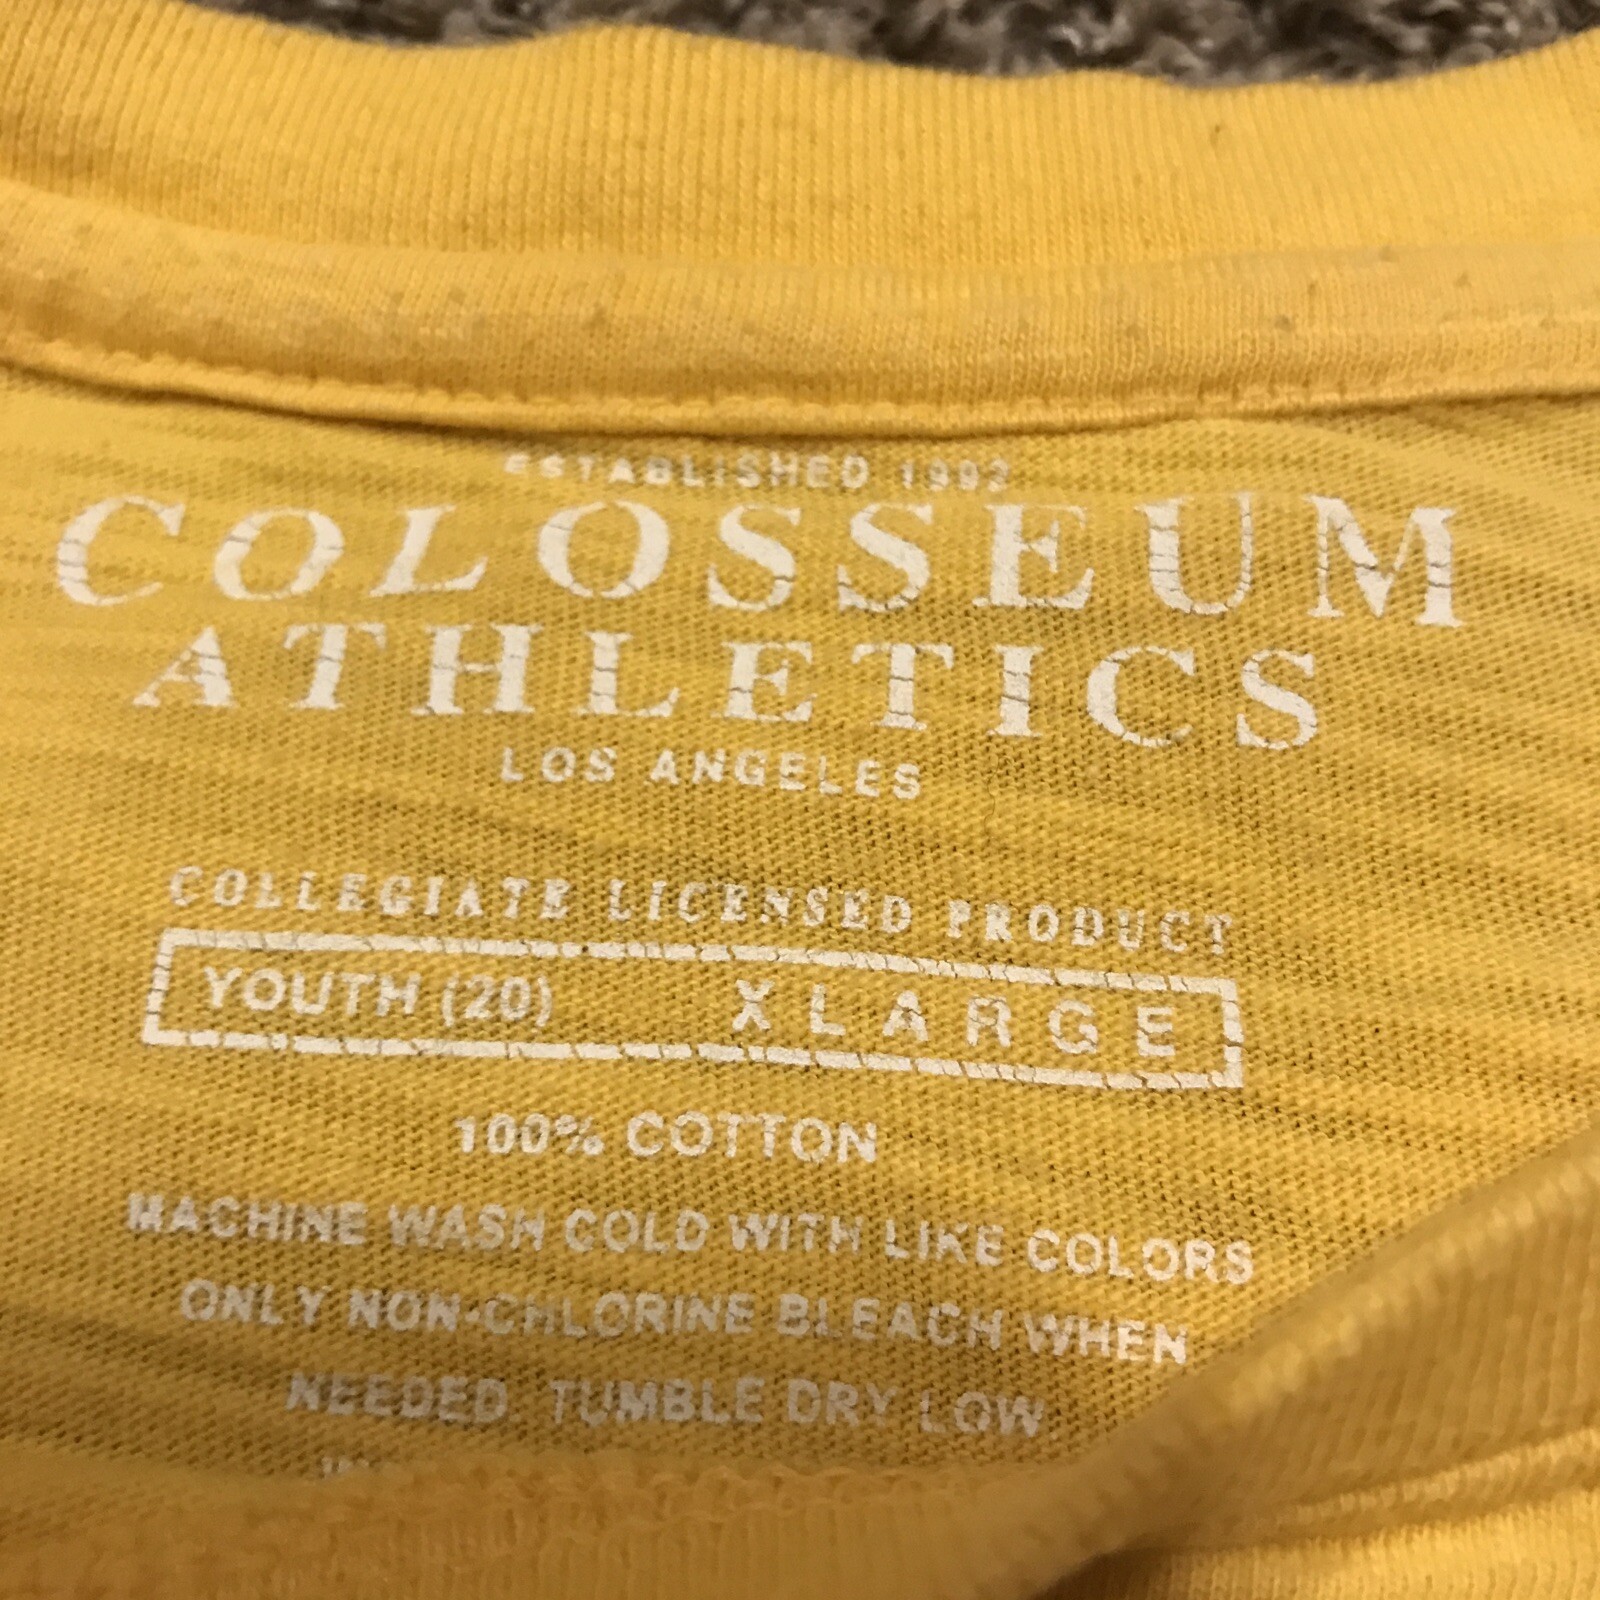 ESTABLISHED 1992
COLOSSEUM
ATHLETICS
LOS ANGELES
COLLEGIATE LICENSED PRODUCT
YOUTH (20) XLARGE
100% COTTON
MACHINE WASH COLD WITH LIKE COLORS
ONLY NON-CHLORINE BLEACH WHEN
NEEDED. TUMBLE DRY LOW